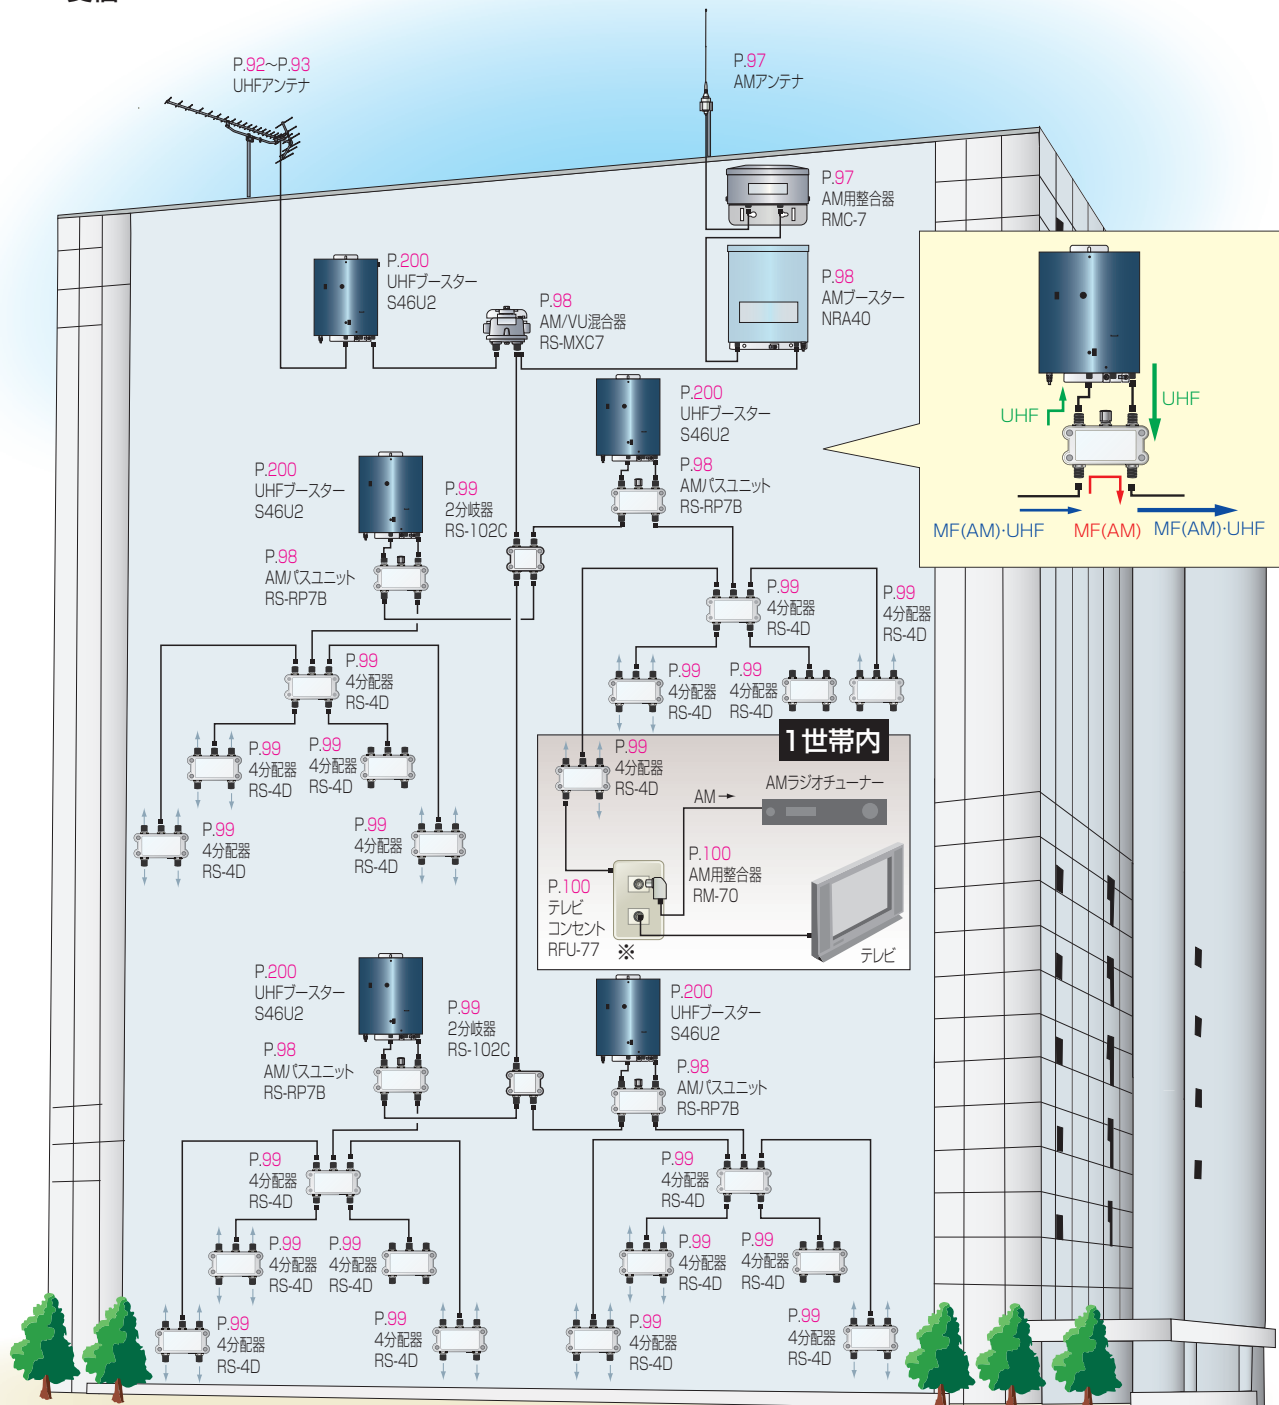 P.92~P.93
UHFアンテナ
P.97
AMアンテナ
P.97
AM用整合器
RMC-7
P.200
UHFブースター
S46U2
P.98
AM/VU混合器
RS-MXC7
P.98
AMブースター
NRA40
UHF
UHF
MF(AM)・UHF
MF(AM)
MF(AM)・UHF
P.200
UHFブースター
S46U2
P.98
AMパスユニット
RS-RP7B
P.200
UHFブースター
S46U2
P.99
2分岐器
RS-102C
P.98
AMパスユニット
RS-RP7B
P.99
4分配器
RS-4D
P.99
4分配器
RS-4D
P.99
4分配器
RS-4D
P.99
4分配器
RS-4D
P.99
4分配器
RS-4D
P.99
4分配器
RS-4D
P.99
4分配器
RS-4D
P.99
4分配器
RS-4D
P.99
4分配器
RS-4D
1世帯内
P.99
4分配器
RS-4D
AMラジオチューナー
AM→
P.100
AM用整合器
RM-70
P.100
テレビ
コンセント
RFU-77
※
テレビ
P.200
UHFブースター
S46U2
P.99
2分岐器
RS-102C
P.98
AMパスユニット
RS-RP7B
P.200
UHFブースター
S46U2
P.98
AMパスユニット
RS-RP7B
P.99
4分配器
RS-4D
P.99
4分配器
RS-4D
P.99
4分配器
RS-4D
P.99
4分配器
RS-4D
P.99
4分配器
RS-4D
P.99
4分配器
RS-4D
P.99
4分配器
RS-4D
P.99
4分配器
RS-4D
P.99
4分配器
RS-4D
P.99
4分配器
RS-4D